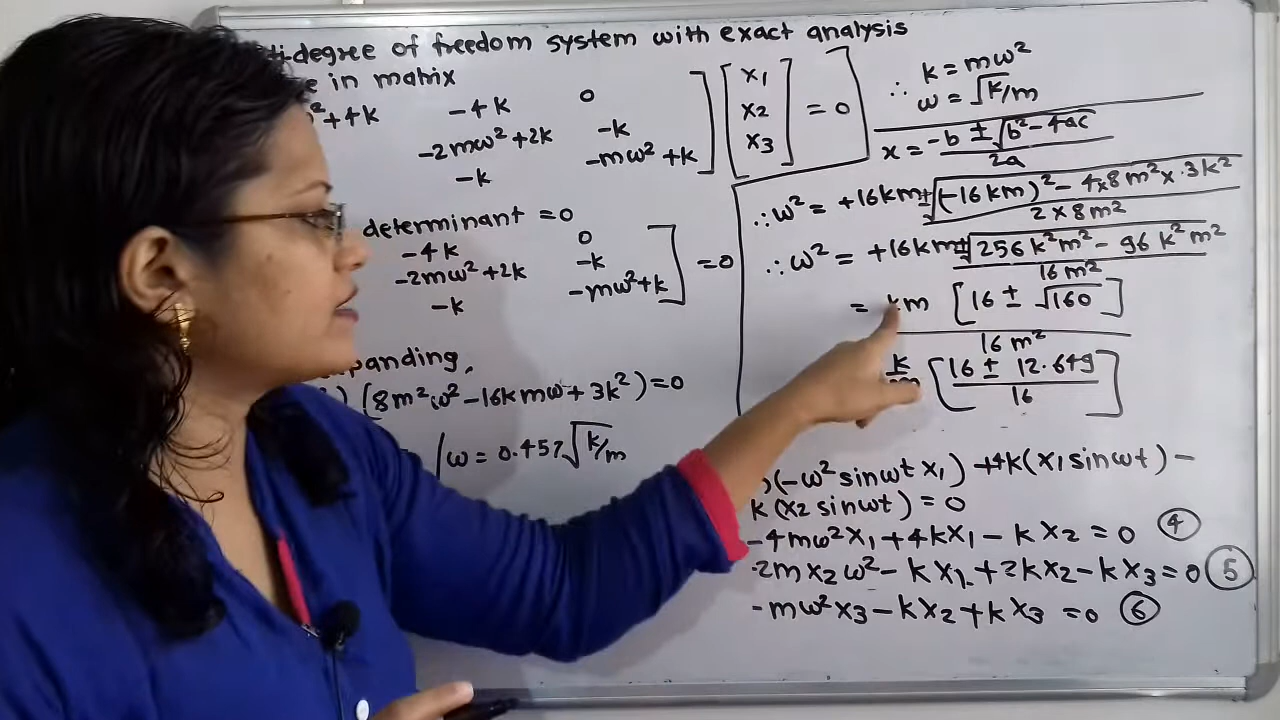 ti-degree of freedom system with exact analysis
e in matrix
²+4k -4k 0
-2mω²+2k -k
-k -mω²+k
[x1
x2
x3] = 0
determinant = 0
-4k 0
-2mω²+2k -k
-k -mω²+k ] = 0
panding,
) (8m²ω² - 16kmω + 3k²) = 0
ω = 0.457√k/m
∴ k = mω²
ω = √k/m
x = -b ± √b² - 4ac
2a
∴ω² = +16km ± √(-16km)² - 4×8m²×3k²
2 × 8m²
∴ω² = +16km ± √256k²m² - 96k²m²
16m²
= km [16 ± √160]
16m²
k/m [16 ± 12.649
16]
(-ω² sinωt x1) + 4k(x1 sinωt) -
k(x2 sinωt) = 0
-4mω²x1 + 4kx1 - kx2 = 0 ④
-2mx2ω² - kx1 + 2kx2 - kx3 = 0 ⑤
-mω²x3 - kx2 + kx3 = 0 ⑥